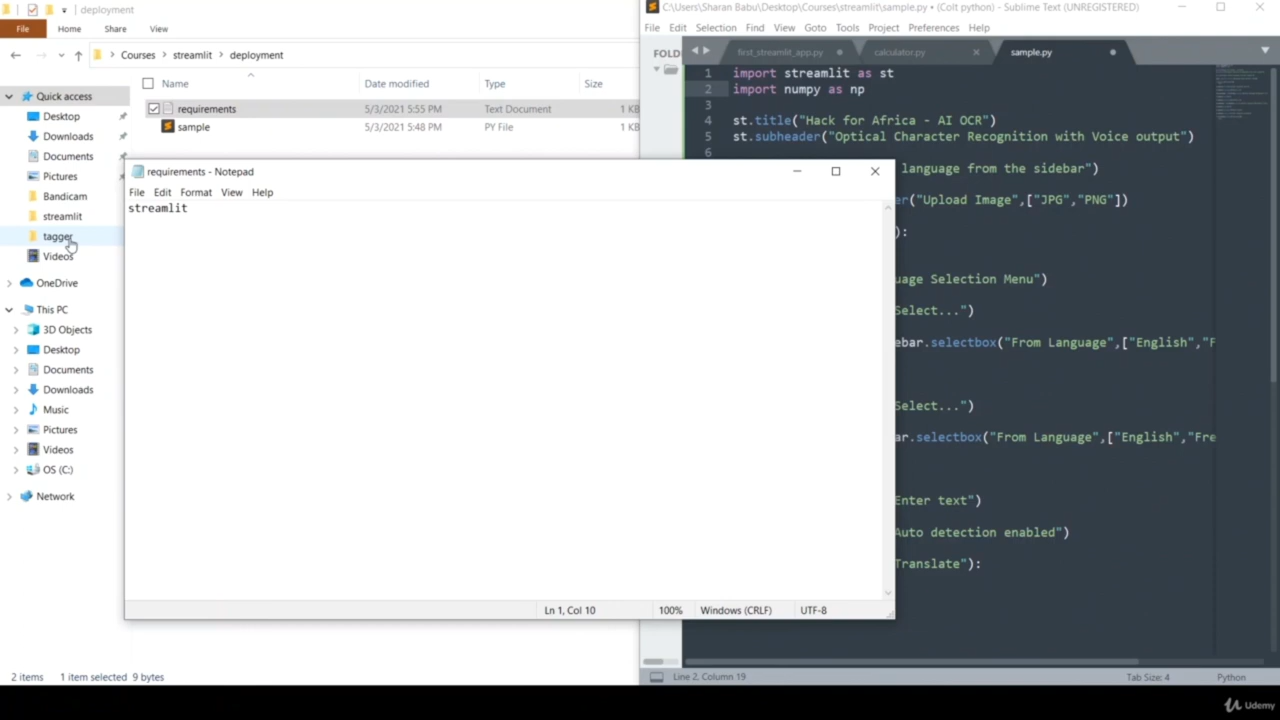 deployment
File Home Share View
Courses streamlit deployment
Name Date modified Type Size
requirements 5/3/2021 5:55 PM Text Document 1 KB
sample 5/3/2021 5:48 PM PY File 1 KB
Quick access
Desktop
Downloads
Documents
Pictures
Bandicam
streamlit
tagger
Videos
OneDrive
This PC
3D Objects
Desktop
Documents
Downloads
Music
Pictures
Videos
OS (C:)
Network
2 items 1 item selected 9 bytes
requirements - Notepad
File Edit Format View Help
streamlit
Ln 1, Col 10 100% Windows (CRLF) UTF-8
C:\Users\Sharan Babu\Desktop\Courses\streamlit\sample.py • (Colt python) - Sublime Text (UNREGISTERED)
File Edit Selection Find View Goto Tools Project Preferences Help
FOLD
first_streamlit_app.py calculator.py sample.py
1 import streamlit as st
2 import numpy as np
3
4 st.title("Hack for Africa - AI OCR")
5 st.subheader("Optical Character Recognition with Voice output")
6
language from the sidebar")
er("Upload Image",["JPG","PNG"])
):
uage Selection Menu")
Select...")
ebar.selectbox("From Language",["English","F
Select...")
bar.selectbox("From Language",["English","Fre
Enter text")
Auto detection enabled")
Translate"):
Line 2, Column 19 Tab Size: 4 Python
Udemy